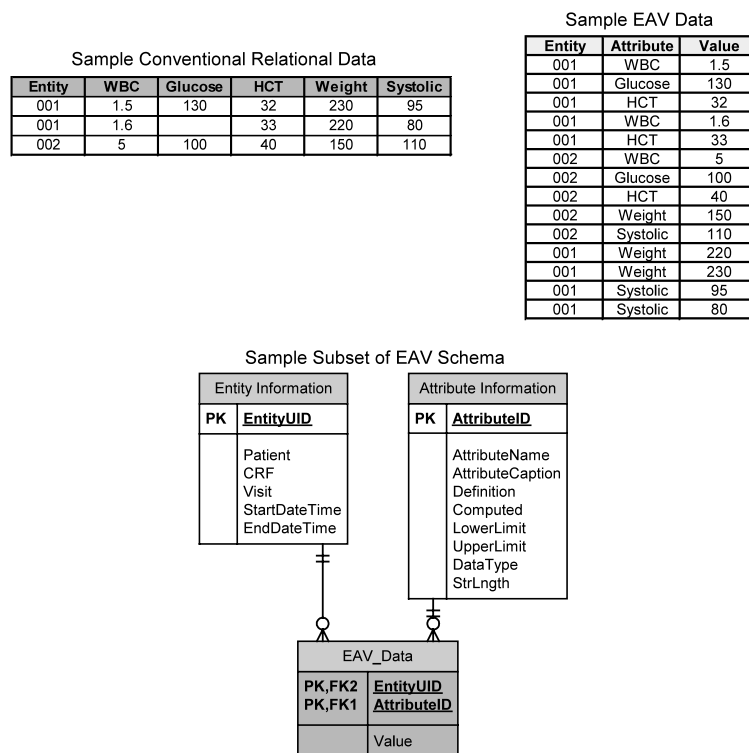 Sample Conventional Relational Data
Entity WBC Glucose HCT Weight Systolic
001 1.5 130 32 230 95
001 1.6 33 220 80
002 5 100 40 150 110
Sample EAV Data
Entity Attribute Value
001 WBC 1.5
001 Glucose 130
001 HCT 32
001 WBC 1.6
001 HCT 33
002 WBC 5
002 Glucose 100
002 HCT 40
002 Weight 150
002 Systolic 110
001 Weight 220
001 Weight 230
001 Systolic 95
001 Systolic 80
Sample Subset of EAV Schema
Entity Information
PK EntityUID
Patient
CRF
Visit
StartDateTime
EndDateTime
Attribute Information
PK AttributeID
AttributeName
AttributeCaption
Definition
Computed
LowerLimit
UpperLimit
DataType
StrLngth
EAV_Data
PK,FK2 EntityUID
PK,FK1 AttributeID
Value